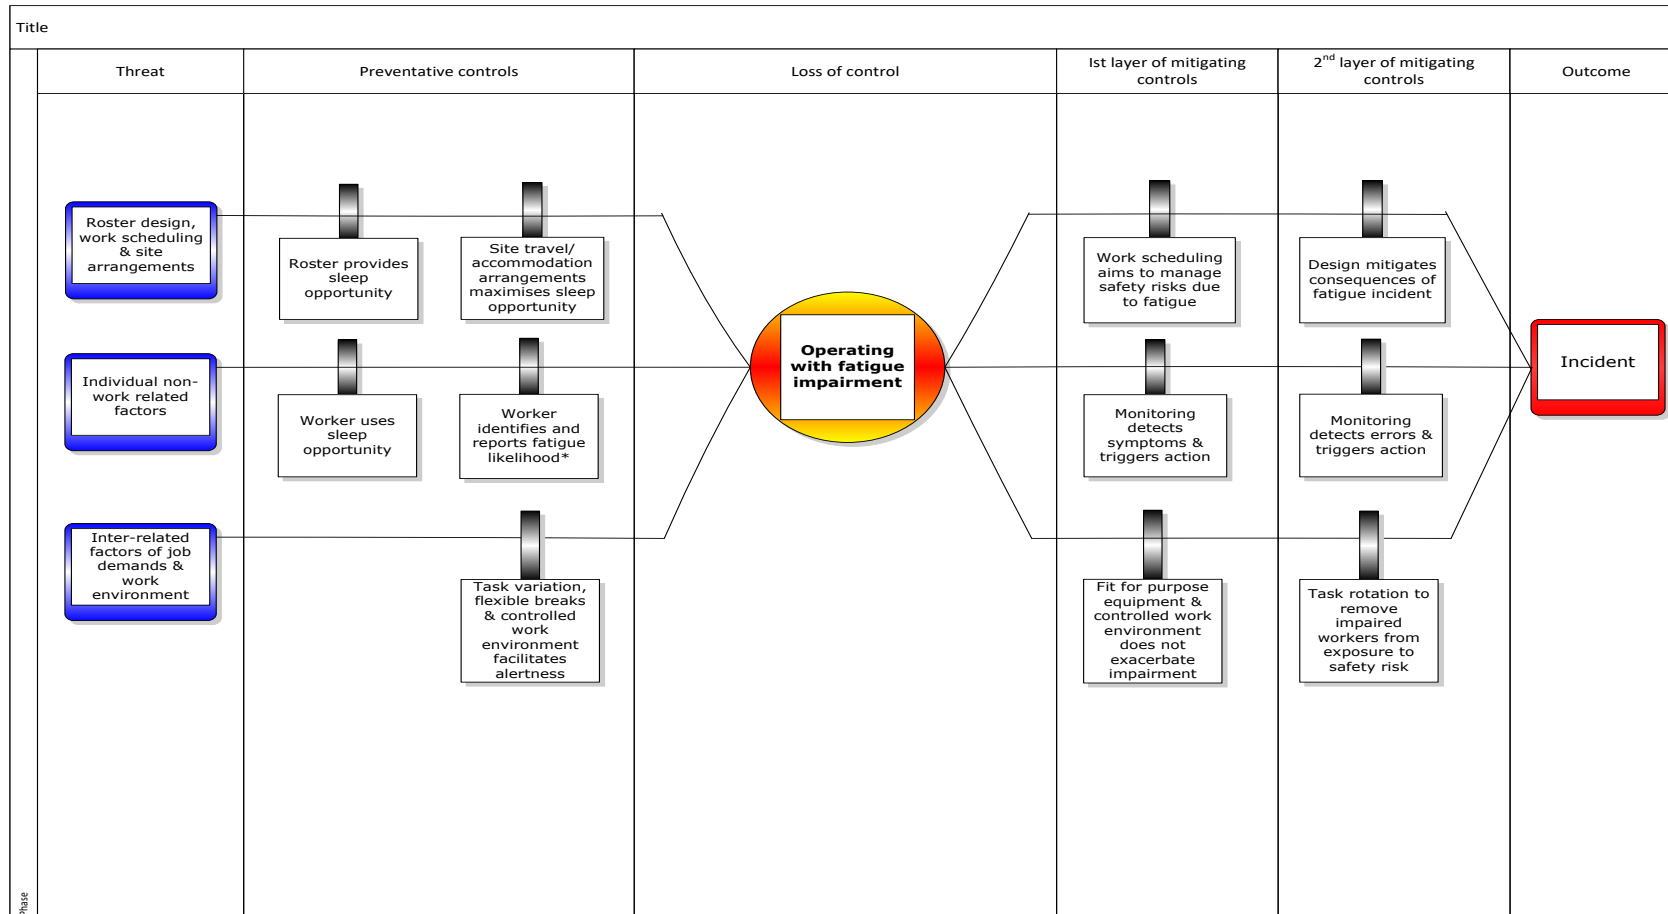 Title
Threat
Preventative controls
Loss of control
Ist layer of mitigating
controls
2nd layer of mitigating
controls
Outcome
Roster design,
work scheduling
& site
arrangements
Roster provides
sleep
opportunity
Site travel/
accommodation
arrangements
maximises sleep
opportunity
Work scheduling
aims to manage
safety risks due
to fatigue
Design mitigates
consequences of
fatigue incident
Individual non-
work related
factors
Worker uses
sleep
opportunity
Worker
identifies and
reports fatigue
likelihood*
Operating
with fatigue
impairment
Monitoring
detects
symptoms &
triggers action
Monitoring
detects errors &
triggers action
Incident
Inter-related
factors of job
demands &
work
environment
Task variation,
flexible breaks
& controlled
work
environment
facilitates
alertness
Fit for purpose
equipment &
controlled work
environment
does not
exacerbate
impairment
Task rotation to
remove
impaired
workers from
exposure to
safety risk
Phase